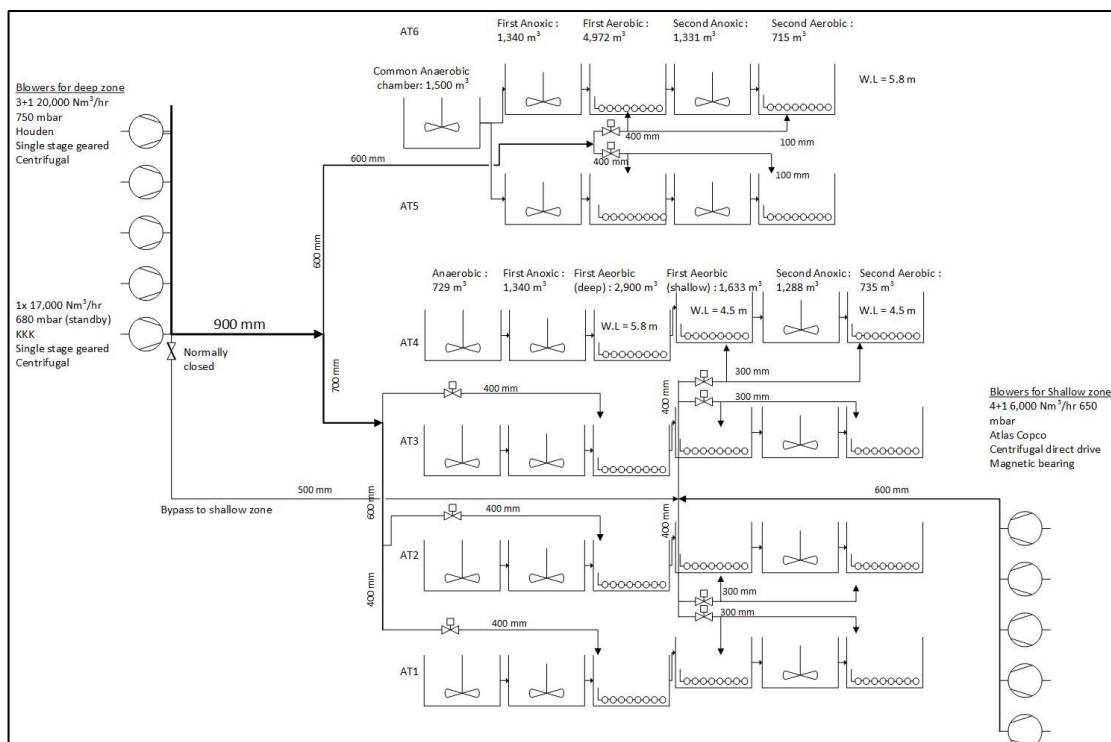 AT6
First Anoxic :
1,340 m³
First Aerobic :
4,972 m³
Second Anoxic :
1,331 m³
Second Aerobic :
715 m³
Common Anaerobic
chamber: 1,500 m³
W.L = 5.8 m
Blowers for deep zone
3+1 20,000 Nm³/hr
750 mbar
Houden
Single stage geared
Centrifugal
400 mm
100 mm
600 mm
400 mm
100 mm
AT5
600 mm
Anaerobic :
729 m³
First Anoxic :
1,340 m³
First Aeorbic
(deep) : 2,900 m³
First Aeorbic
(shallow) : 1,633 m³
Second Anoxic:
1,288 m³
Second Aerobic :
735 m³
W.L = 5.8 m
W.L = 4.5 m
W.L = 4.5 m
1x 17,000 Nm³/hr
680 mbar (standby)
KKK
Single stage geared
Centrifugal
900 mm
Normally
closed
AT4
700 mm
300 mm
400 mm
400 mm
300 mm
Blowers for Shallow zone
4+1 6,000 Nm³/hr 650
mbar
Atlas Copco
Centrifugal direct drive
Magnetic bearing
AT3
500 mm
600 mm
600 mm
Bypass to shallow zone
400 mm
400 mm
AT2
400 mm
300 mm
300 mm
400 mm
AT1